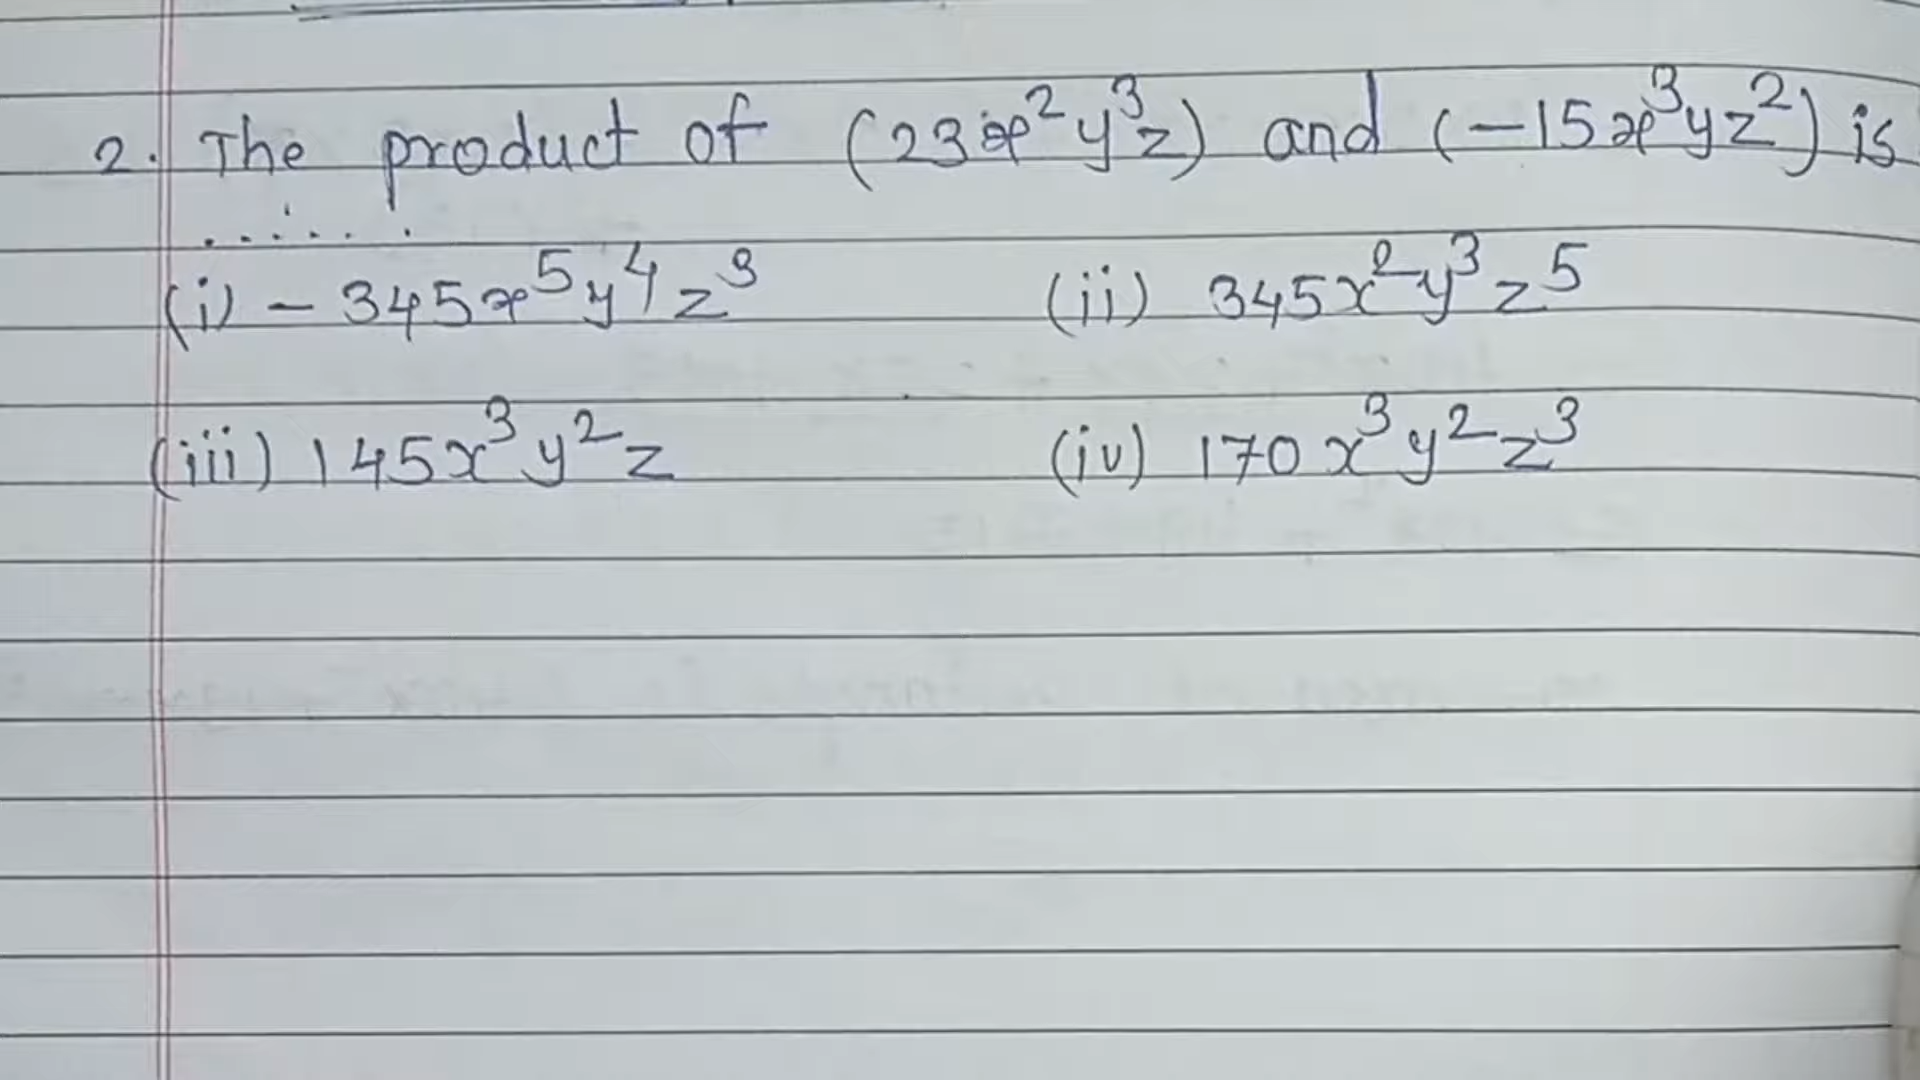 2. The product of (23x²y³z) and (-15x³yz²) is
......
(i) - 345x⁵y⁴z³ (ii) 345x²y³z⁵
(iii) 145x³y²z (iv) 170x³y²z³